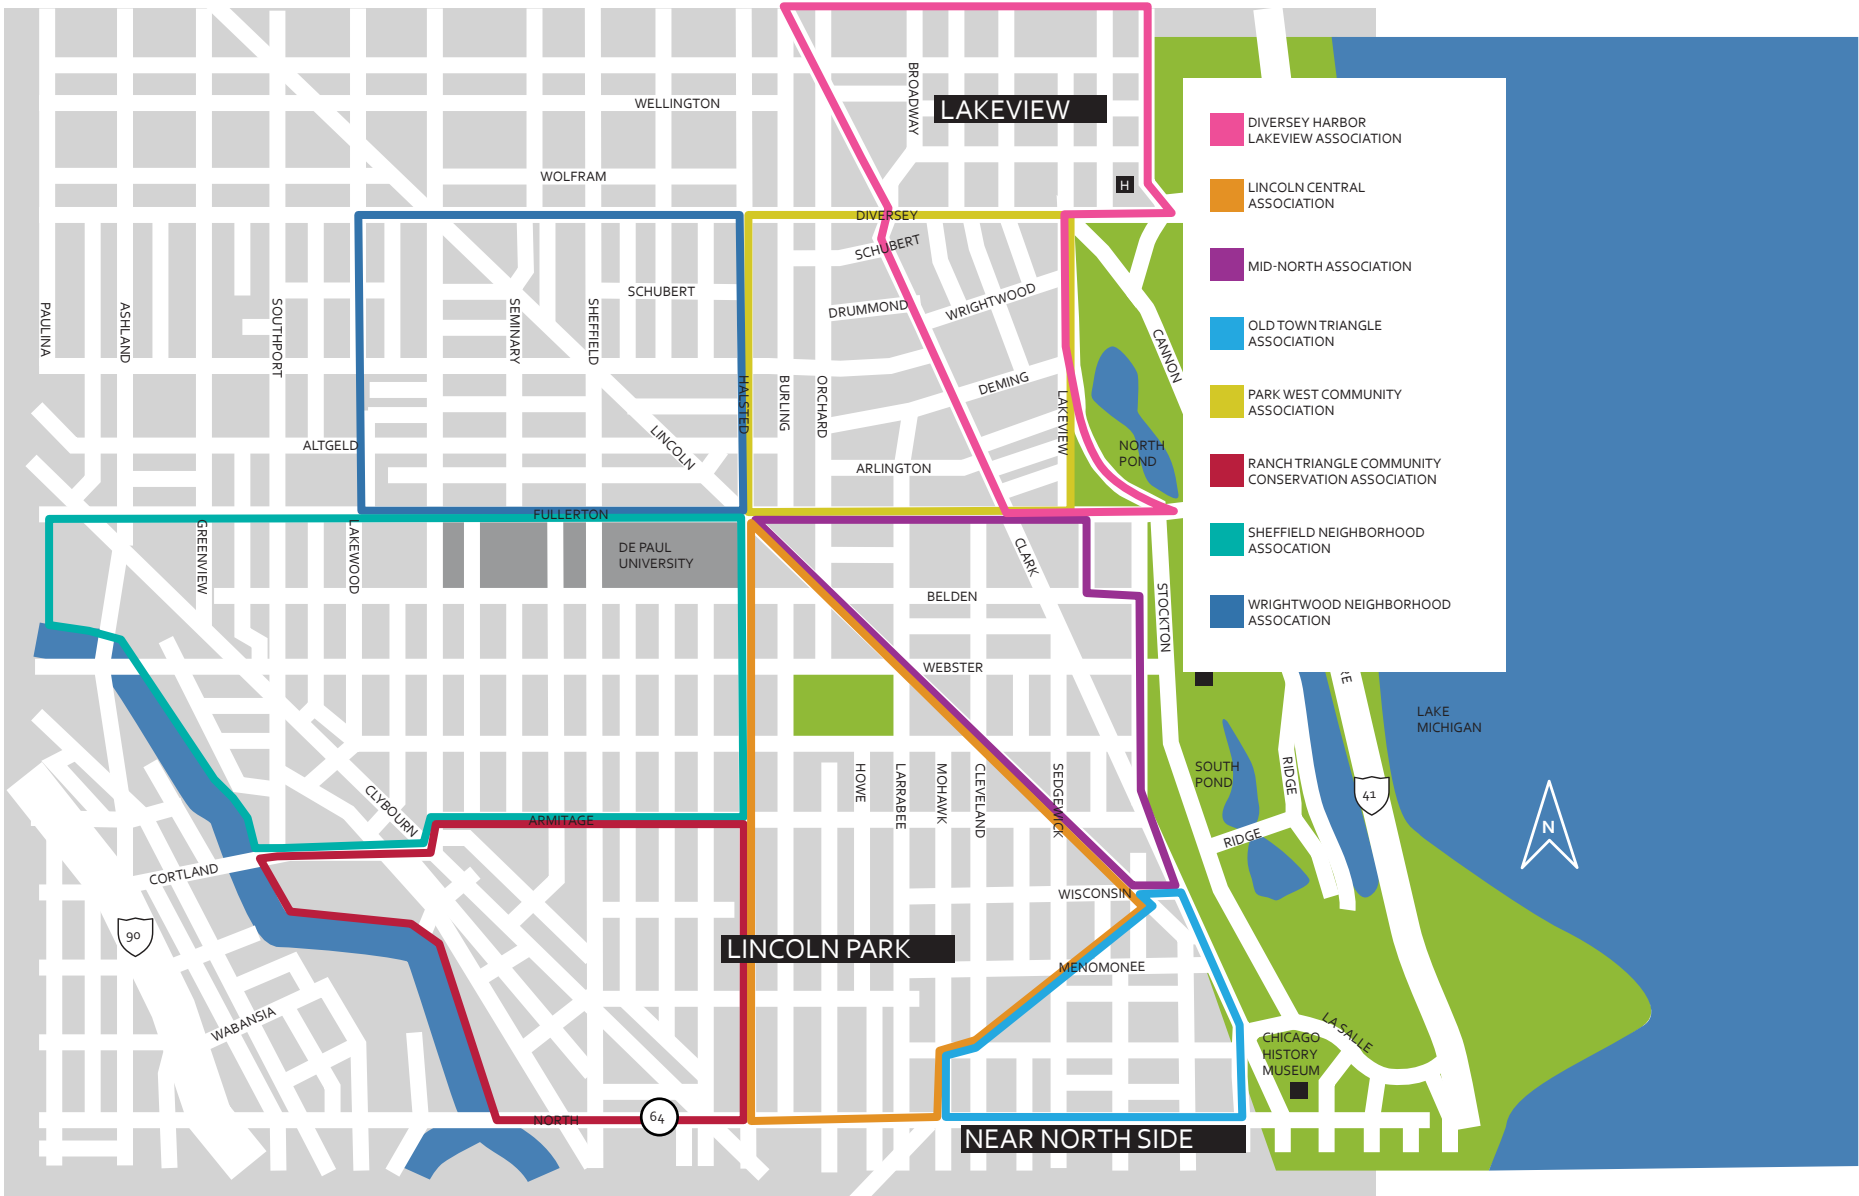 BROADWAY
WELLINGTON
LAKEVIEW
WOLFRAM
H
DIVERSEY
SCHUBERT
SCHUBERT
DRUMMOND
WRIGHTWOOD
PAULINA
ASHLAND
SOUTHPORT
SEMINARY
SHEFFIELD
CANNON
HALSTED
BURLING
ORCHARD
DEMING
LAKEVIEW
ALTGELD
LINCOLN
ARLINGTON
NORTH
POND
FULLERTON
GREENVIEW
LAKEWOOD
DE PAUL
UNIVERSITY
CLARK
BELDEN
STOCKTON
WEBSTER
DIVERSEY HARBOR
LAKEVIEW ASSOCIATION
LINCOLN CENTRAL
ASSOCIATION
MID-NORTH ASSOCIATION
OLD TOWN TRIANGLE
ASSOCIATION
PARK WEST COMMUNITY
ASSOCIATION
RANCH TRIANGLE COMMUNITY
CONSERVATION ASSOCIATION
SHEFFIELD NEIGHBORHOOD
ASSOCATION
WRIGHTWOOD NEIGHBORHOOD
ASSOCATION
RE
LAKE
MICHIGAN
SOUTH
POND
RIDGE
41
HOWE
LARRABEE
MOHAWK
CLEVELAND
SEDGEWICK
CLYBOURN
ARMITAGE
RIDGE
N
CORTLAND
WISCONSIN
90
LINCOLN PARK
MENOMONEE
WABANSIA
LA SALLE
CHICAGO
HISTORY
MUSEUM
NORTH
64
NEAR NORTH SIDE